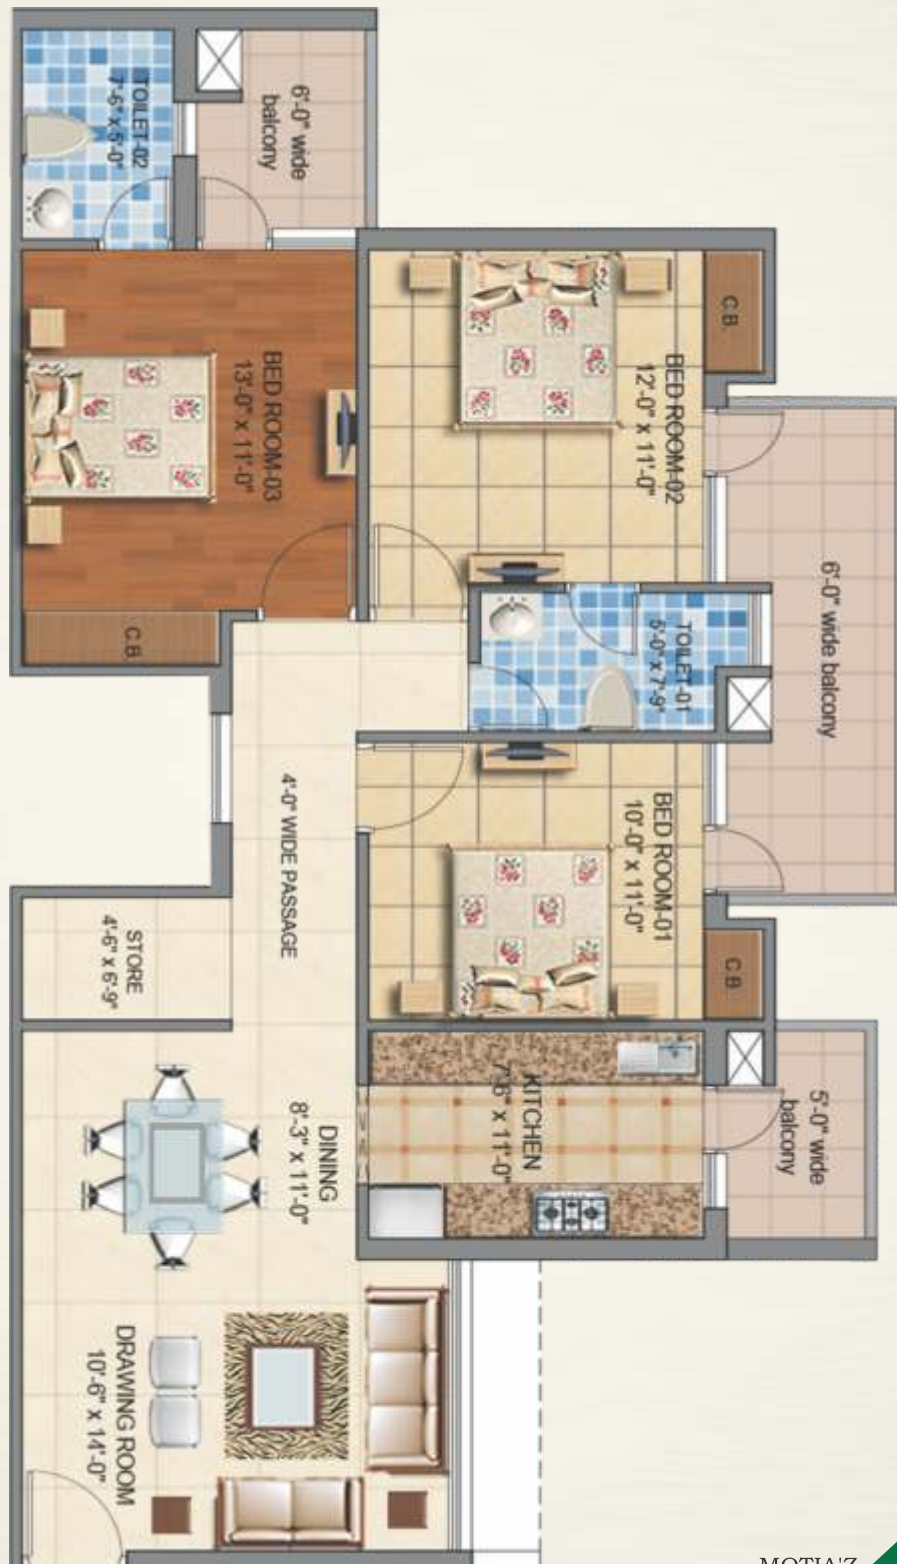 TOILET-02
7'-6" x 5'-0"
6'-0" wide
balcony
C.B.
BED ROOM-02
12'-0" x 11'-0"
BED ROOM-03
13'-0" x 11'-0"
C.B.
TOILET-01
5'-0" x 7'-9"
6'-0" wide balcony
4'-0" WIDE PASSAGE
BED ROOM-01
10'-0" x 11'-0"
C.B.
STORE
4'-6" x 6'-9"
KITCHEN
7'-6" x 11'-0"
5'-0" wide
balcony
DINING
8'-3" x 11'-0"
DRAWING ROOM
10'-6" x 14'-0"
MOTIA'Z